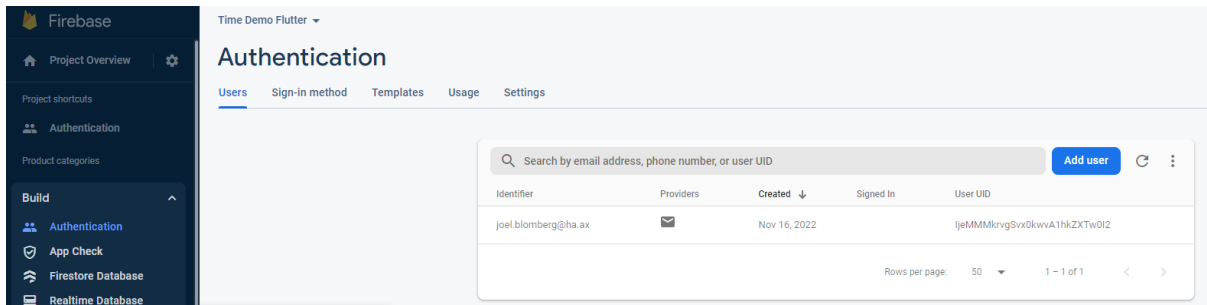 Firebase
Project Overview
Project shortcuts
Authentication
Product categories
Build
Authentication
App Check
Firestore Database
Realtime Database
Time Demo Flutter
Authentication
Users Sign-in method Templates Usage Settings
Search by email address, phone number, or user UID Add user
Identifier Providers Created Signed In User UID
joel.blomberg@ha.ax Nov 16, 2022 IjeMMMkrvgSvx0kwvA1hkZXTw0I2
Rows per page: 50 1 – 1 of 1